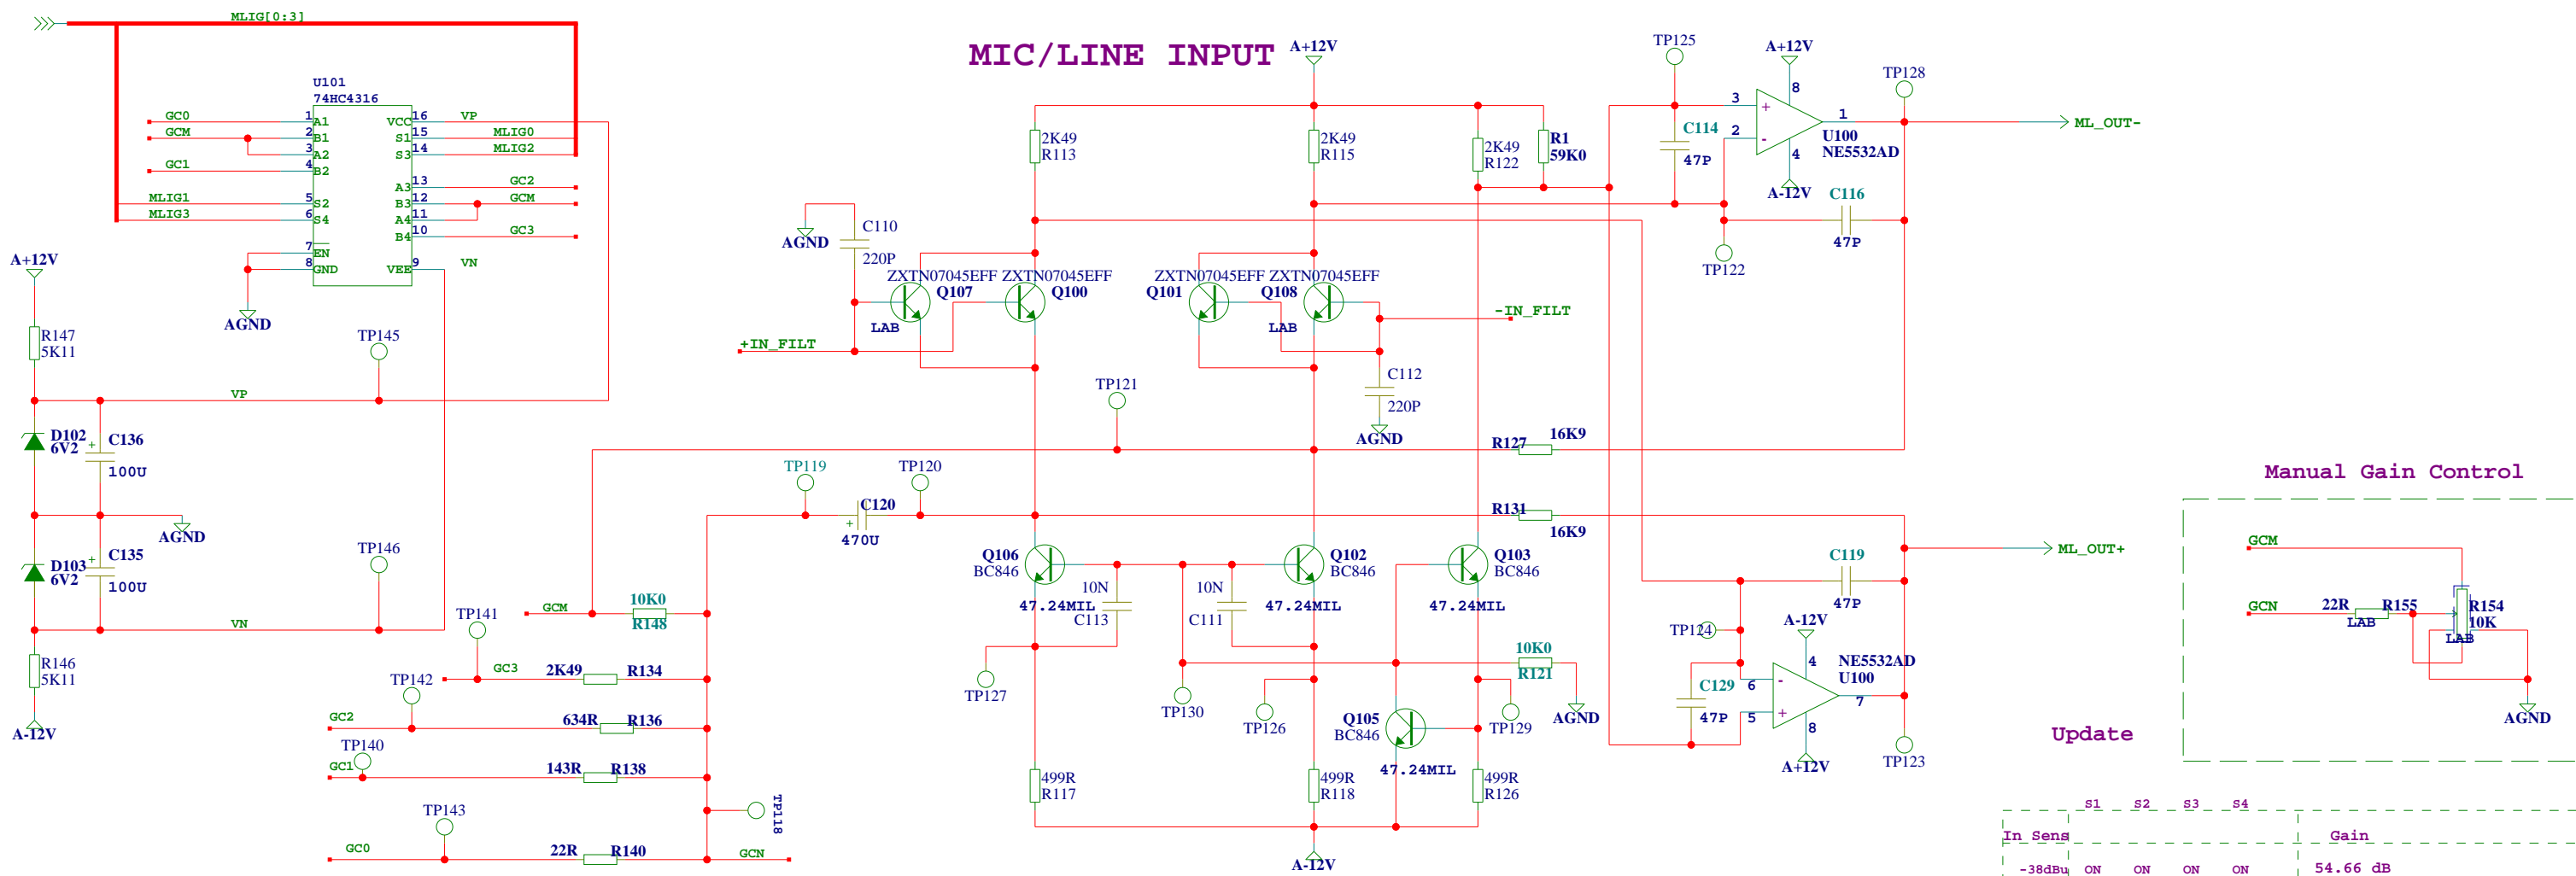 MLIG[0:3]
MIC/LINE INPUT
U101
74HC4316
GC0
GCM
GC1
MLIG1
MLIG3
1 A1
2 B1
3 A2
4 B2
5 S2
6 S4
7 EN
8 GND
VCC 16 VP
S1 15 MLIG0
S3 14 MLIG2
A3 13 GC2
B3 12 GCM
A4 11
B4 10 GC3
VEE 9 VN
AGND
A+12V
R147
5K11
TP145
VP
D102
6V2
+
C136
100U
AGND
D103
6V2
+
C135
100U
TP146
VN
R146
5K11
A-12V
A+12V
2K49
R113
2K49
R115
2K49
R122
R1
59K0
AGND
C110
220P
ZXTN07045EFF
Q107
LAB
ZXTN07045EFF
Q100
ZXTN07045EFF
Q101
ZXTN07045EFF
Q108
LAB
+IN_FILT
-IN_FILT
C112
220P
AGND
TP121
TP125
C114
47P
A+12V
3
+
2
-
8
4
1
U100
NE5532AD
A-12V
TP128
ML_OUT-
C116
47P
TP122
R127
16K9
TP119
C120
+
470U
TP120
R131
16K9
Q106
BC846
47.24MIL
10N
C113
10N
C111
Q102
BC846
47.24MIL
Q103
BC846
47.24MIL
GCM
10K0
R148
TP141
GC3
2K49
R134
TP142
GC2
634R
R136
TP140
GC1
143R
R138
TP118
TP143
GC0
22R
R140
GCN
TP127
TP130
TP126
10K0
R121
AGND
Q105
BC846
47.24MIL
TP129
499R
R117
499R
R118
499R
R126
A-12V
ML_OUT+
C119
47P
TP124
A-12V
4
NE5532AD
U100
C129
47P
6
-
5
+
7
8
A+12V
TP123
Manual Gain Control
GCM
GCN
22R
R155
LAB
R154
10K
LAB
AGND
Update
S1 S2 S3 S4
In Sens Gain
-38dBu ON ON ON ON 54.66 dB